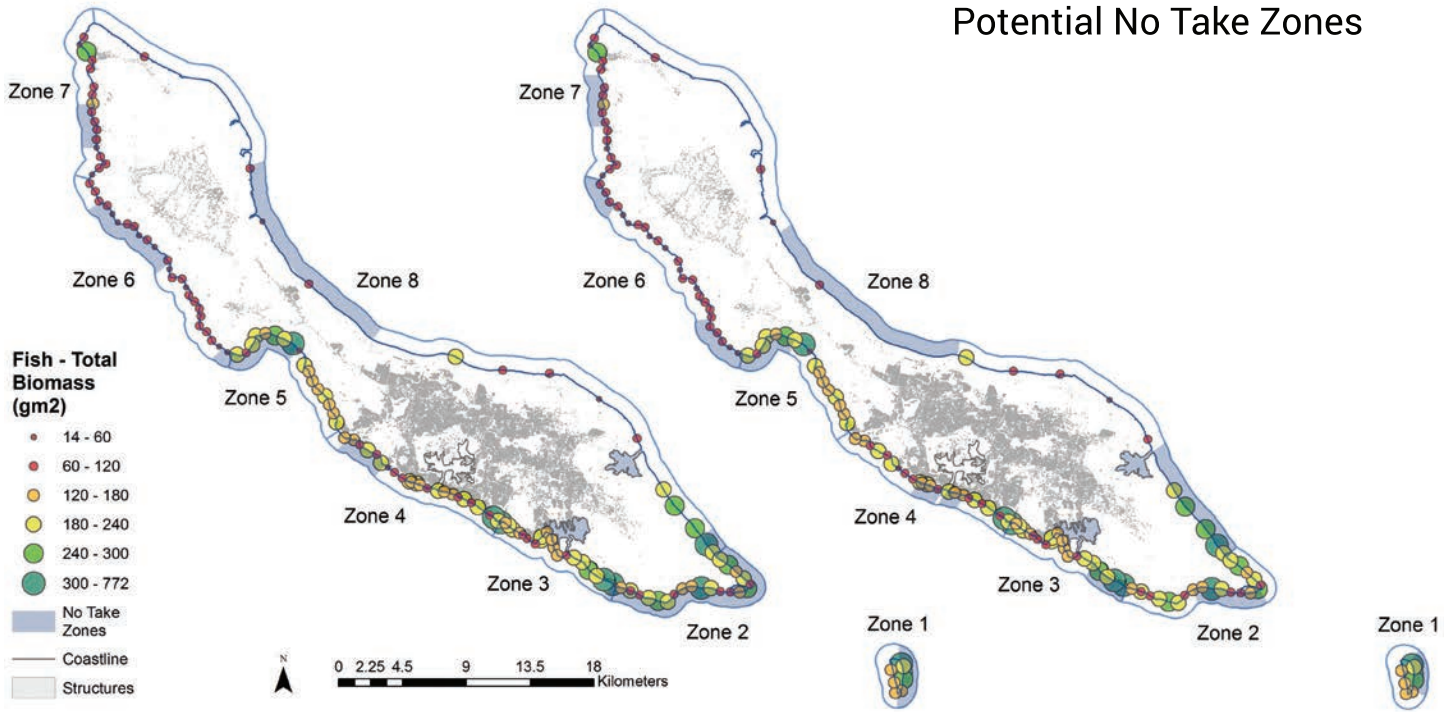 Potential No Take Zones
Zone 7
Zone 6
Zone 8
Zone 5
Zone 4
Zone 3
Zone 2
Zone 1
Zone 7
Zone 6
Zone 8
Zone 5
Zone 4
Zone 3
Zone 2
Zone 1
Fish - Total
Biomass
(gm2)
14 - 60
60 - 120
120 - 180
180 - 240
240 - 300
300 - 772
No Take
Zones
Coastline
Structures
N
0 2.25 4.5 9 13.5 18
Kilometers